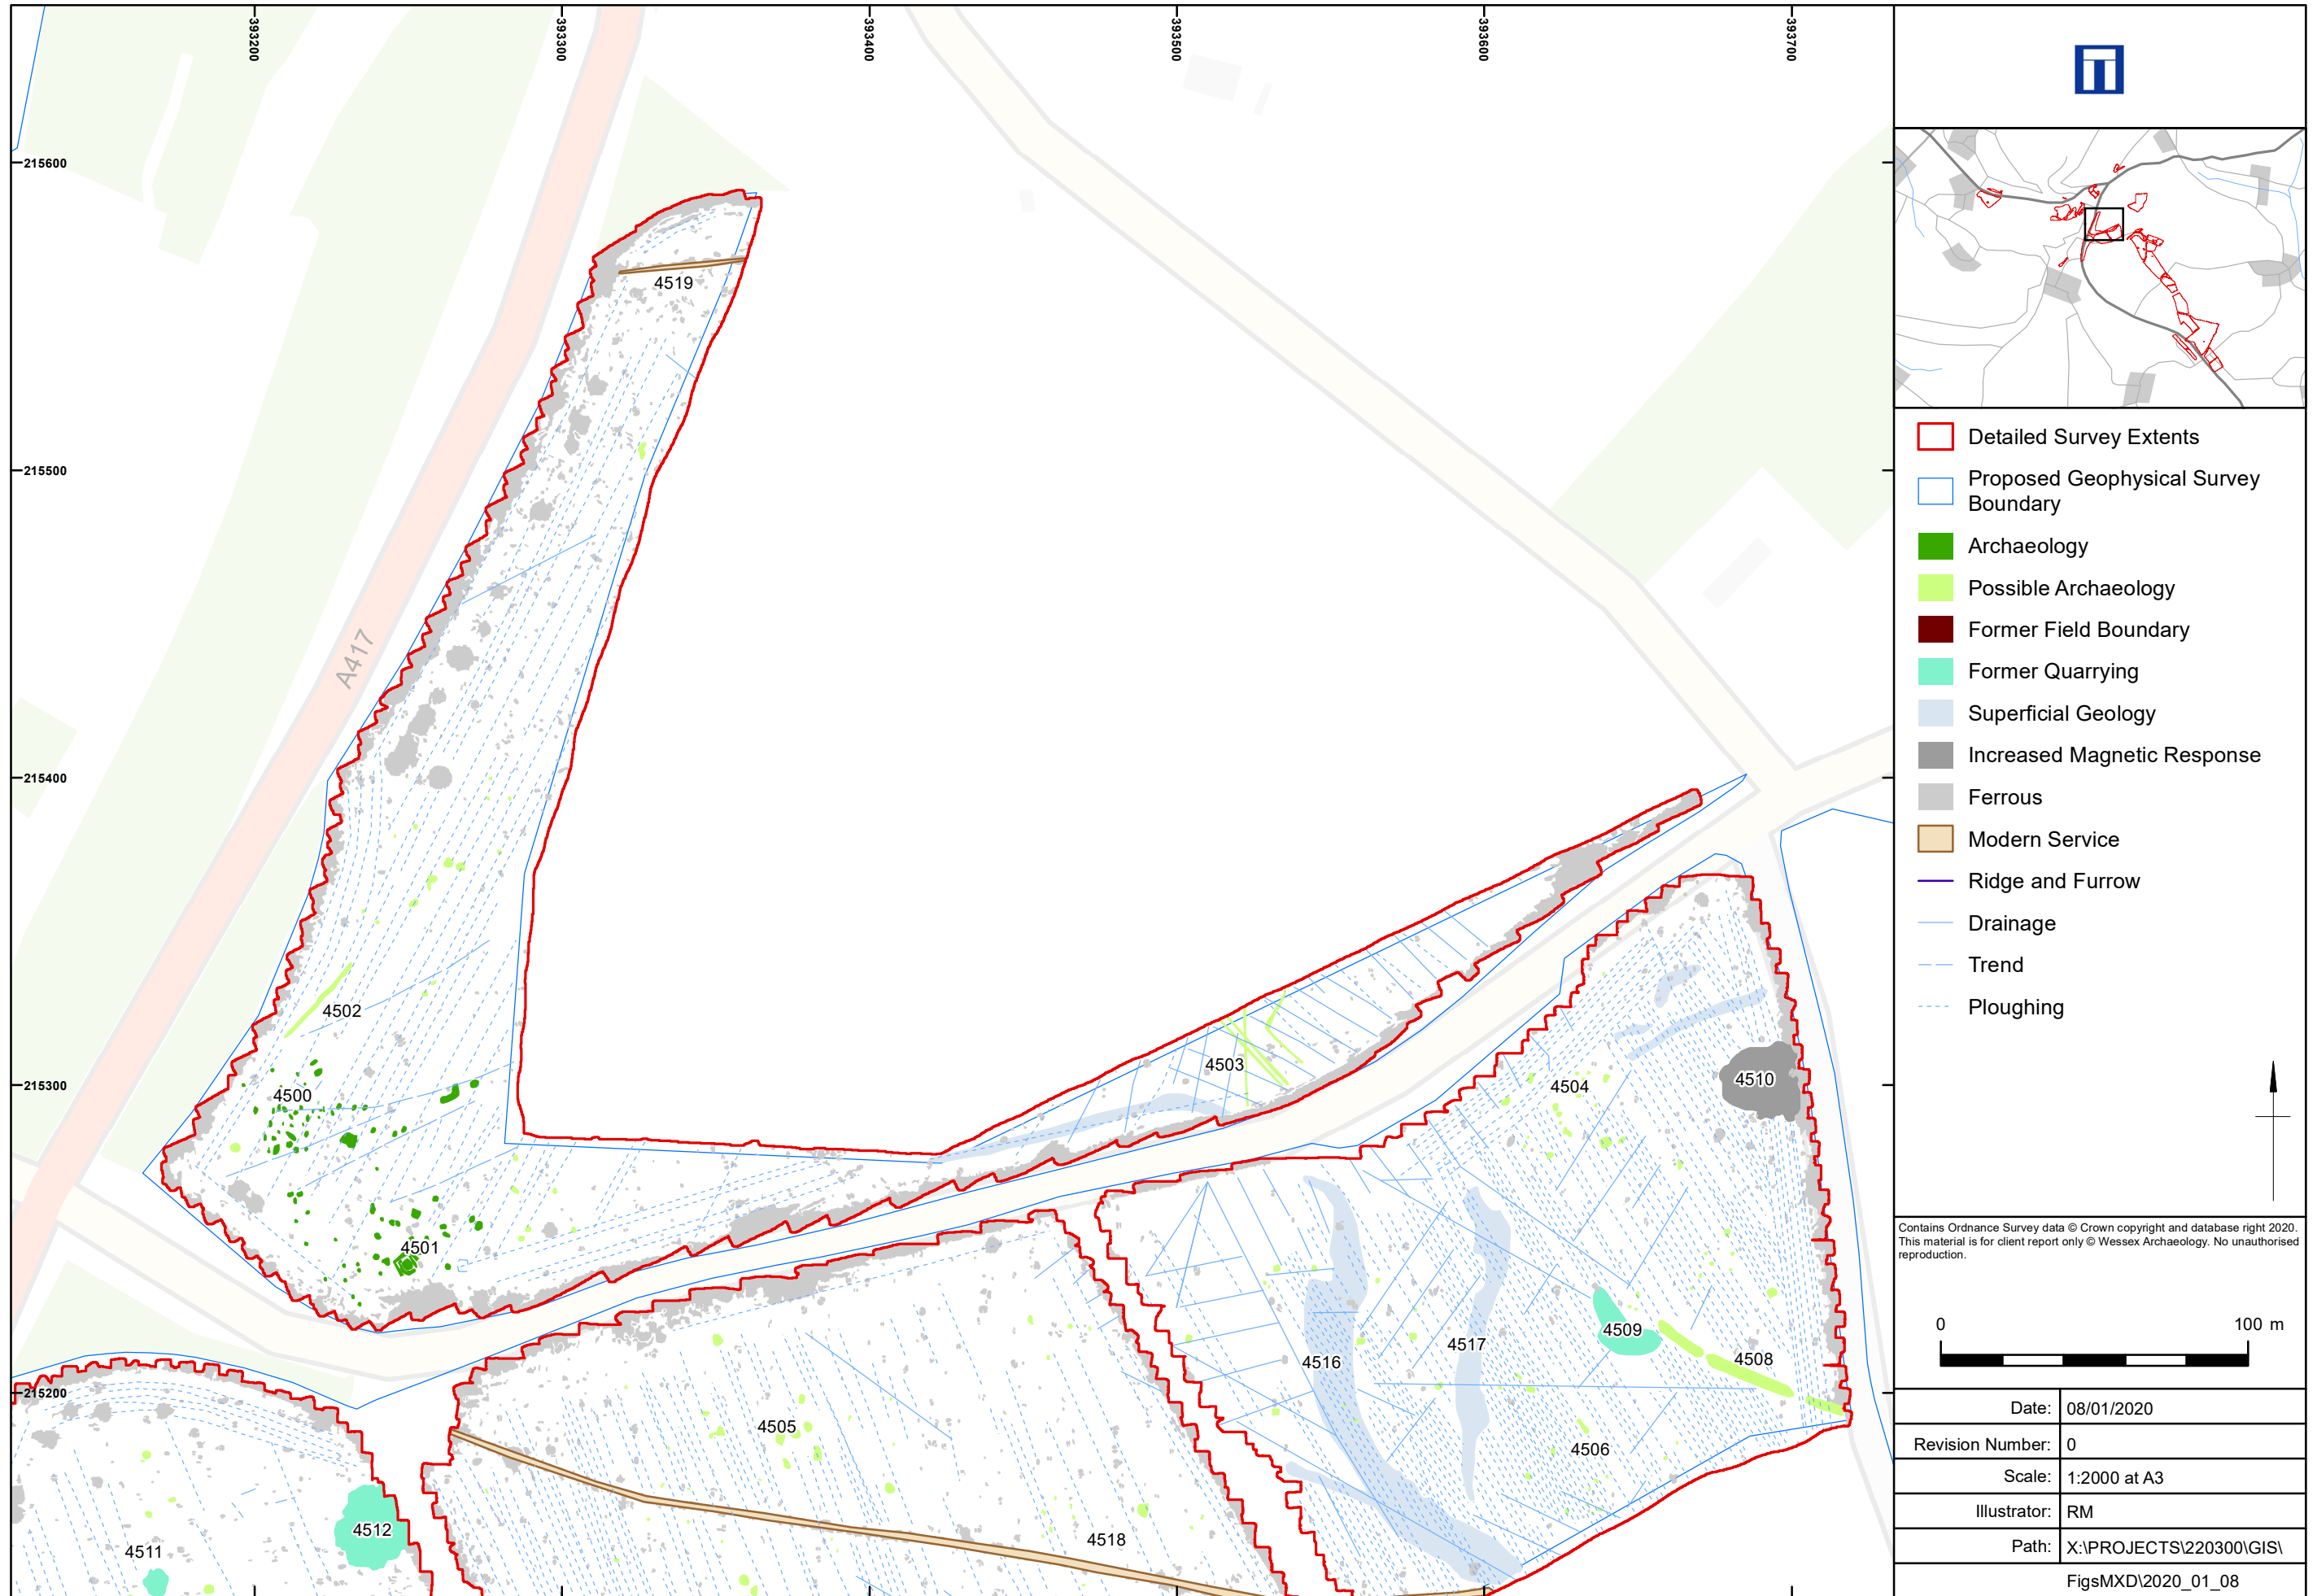 393200
393300
393400
393500
393600
393700
215600
215500
215400
215300
215200
A417
4519
4502
4500
4501
4503
4504
4510
4516
4517
4509
4508
4506
4505
4518
4512
4511
Detailed Survey Extents
Proposed Geophysical Survey
Boundary
Archaeology
Possible Archaeology
Former Field Boundary
Former Quarrying
Superficial Geology
Increased Magnetic Response
Ferrous
Modern Service
Ridge and Furrow
Drainage
Trend
Ploughing
Contains Ordnance Survey data © Crown copyright and database right 2020.
This material is for client report only © Wessex Archaeology. No unauthorised
reproduction.
0 100 m
Date: 08/01/2020
Revision Number: 0
Scale: 1:2000 at A3
Illustrator: RM
Path: X:\PROJECTS\220300\GIS\
FigsMXD\2020_01_08